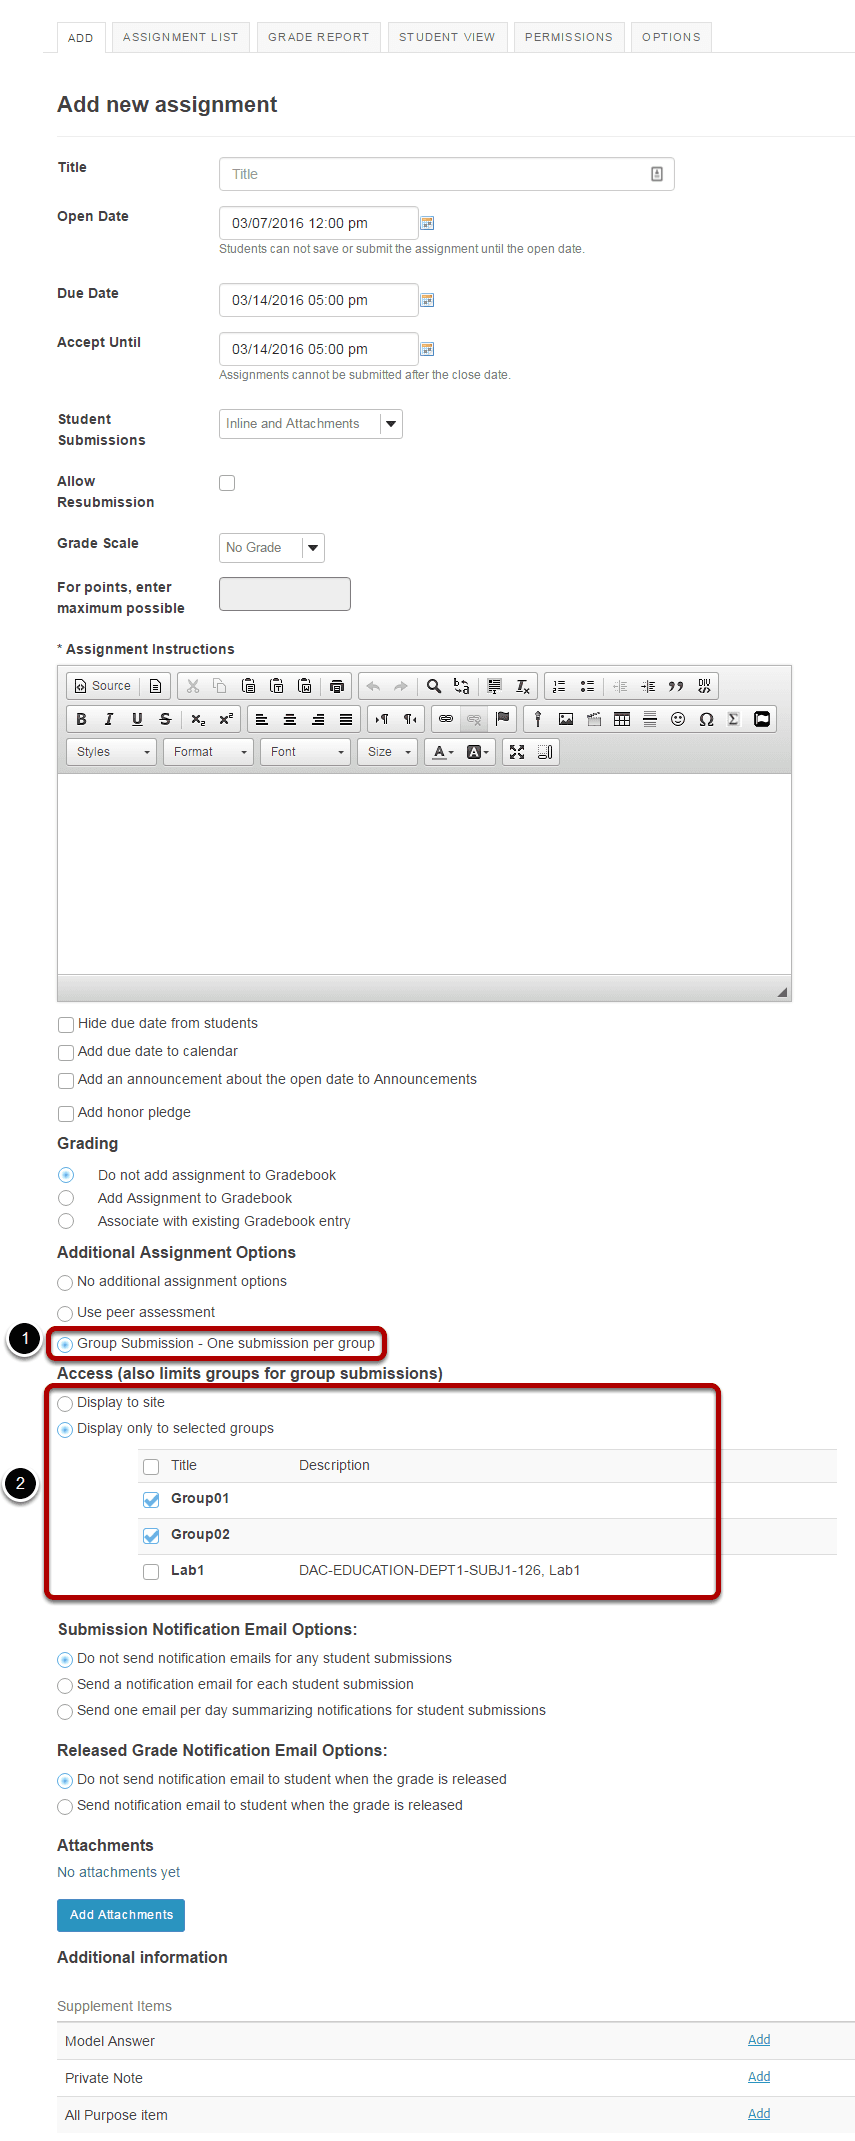 ADD ASSIGNMENT LIST GRADE REPORT STUDENT VIEW PERMISSIONS OPTIONS
Add new assignment
Title Title
Open Date 03/07/2016 12:00 pm
Students can not save or submit the assignment until the open date.
Due Date 03/14/2016 05:00 pm
Accept Until 03/14/2016 05:00 pm
Assignments cannot be submitted after the close date.
Student
Submissions
Inline and Attachments
Allow
Resubmission
Grade Scale No Grade
For points, enter
maximum possible
* Assignment Instructions
Source
Styles Format Font Size
Hide due date from students
Add due date to calendar
Add an announcement about the open date to Announcements
Add honor pledge
Grading
Do not add assignment to Gradebook
Add Assignment to Gradebook
Associate with existing Gradebook entry
Additional Assignment Options
No additional assignment options
Use peer assessment
1 Group Submission - One submission per group
Access (also limits groups for group submissions)
Display to site
Display only to selected groups
2
Title Description
Group01
Group02
Lab1 DAC-EDUCATION-DEPT1-SUBJ1-126, Lab1
Submission Notification Email Options:
Do not send notification emails for any student submissions
Send a notification email for each student submission
Send one email per day summarizing notifications for student submissions
Released Grade Notification Email Options:
Do not send notification email to student when the grade is released
Send notification email to student when the grade is released
Attachments
No attachments yet
Add Attachments
Additional information
Supplement Items
Model Answer Add
Private Note Add
All Purpose item Add